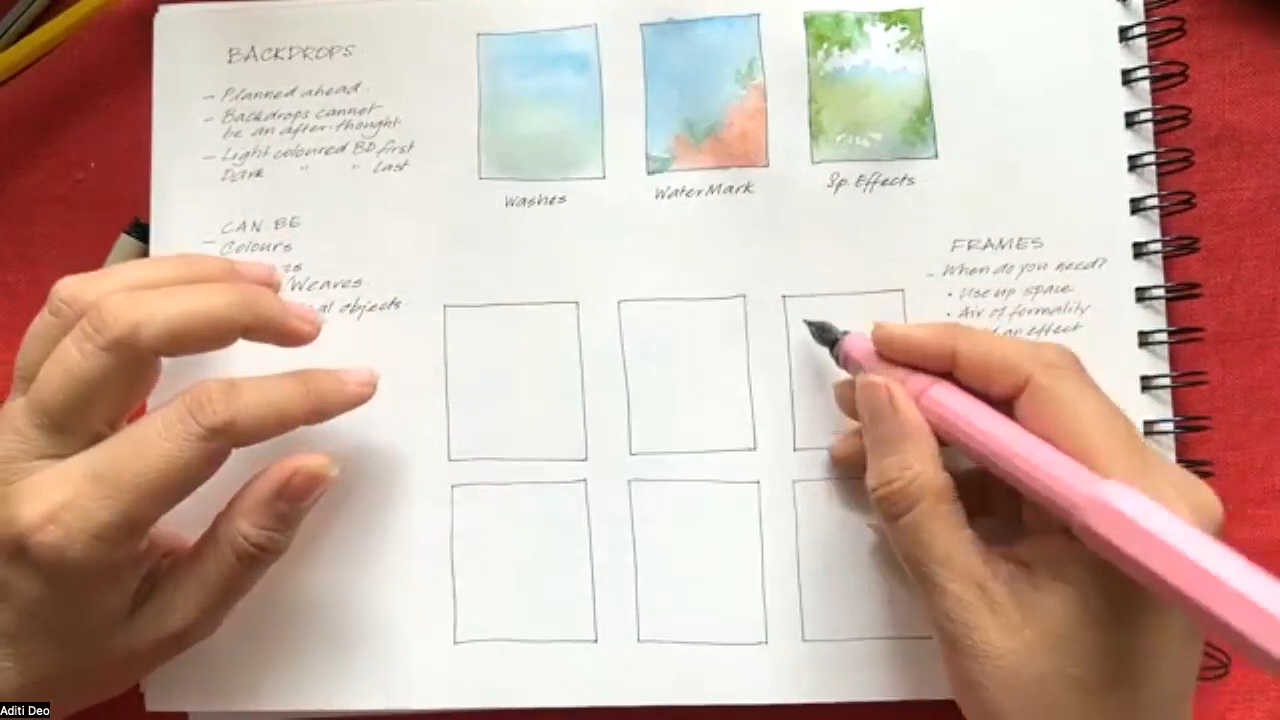 BACKDROPS
- Planned ahead.
- Backdrops cannot
be an after-thought.
- Light coloured BD first
Dark " " Last
CAN BE
- Colours
Weaves
objects
Washes
WaterMark
Sp. Effects
FRAMES
- When do you need?
• Use up space
• Air of formality
an effect
Aditi Deo